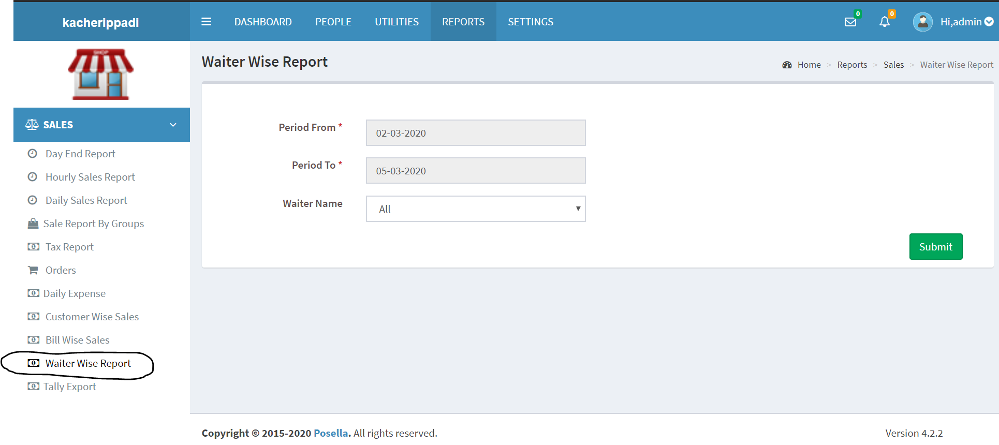 kacherippadi
DASHBOARD PEOPLE UTILITIES REPORTS SETTINGS
0
0
Hi,admin
SHOP
Waiter Wise Report
Home > Reports > Sales > Waiter Wise Report
SALES
Day End Report
Hourly Sales Report
Daily Sales Report
Sale Report By Groups
Tax Report
Orders
Daily Expense
Customer Wise Sales
Bill Wise Sales
Waiter Wise Report
Tally Export
Period From *
02-03-2020
Period To *
05-03-2020
Waiter Name
All
Submit
Copyright © 2015-2020 Posella. All rights reserved.
Version 4.2.2